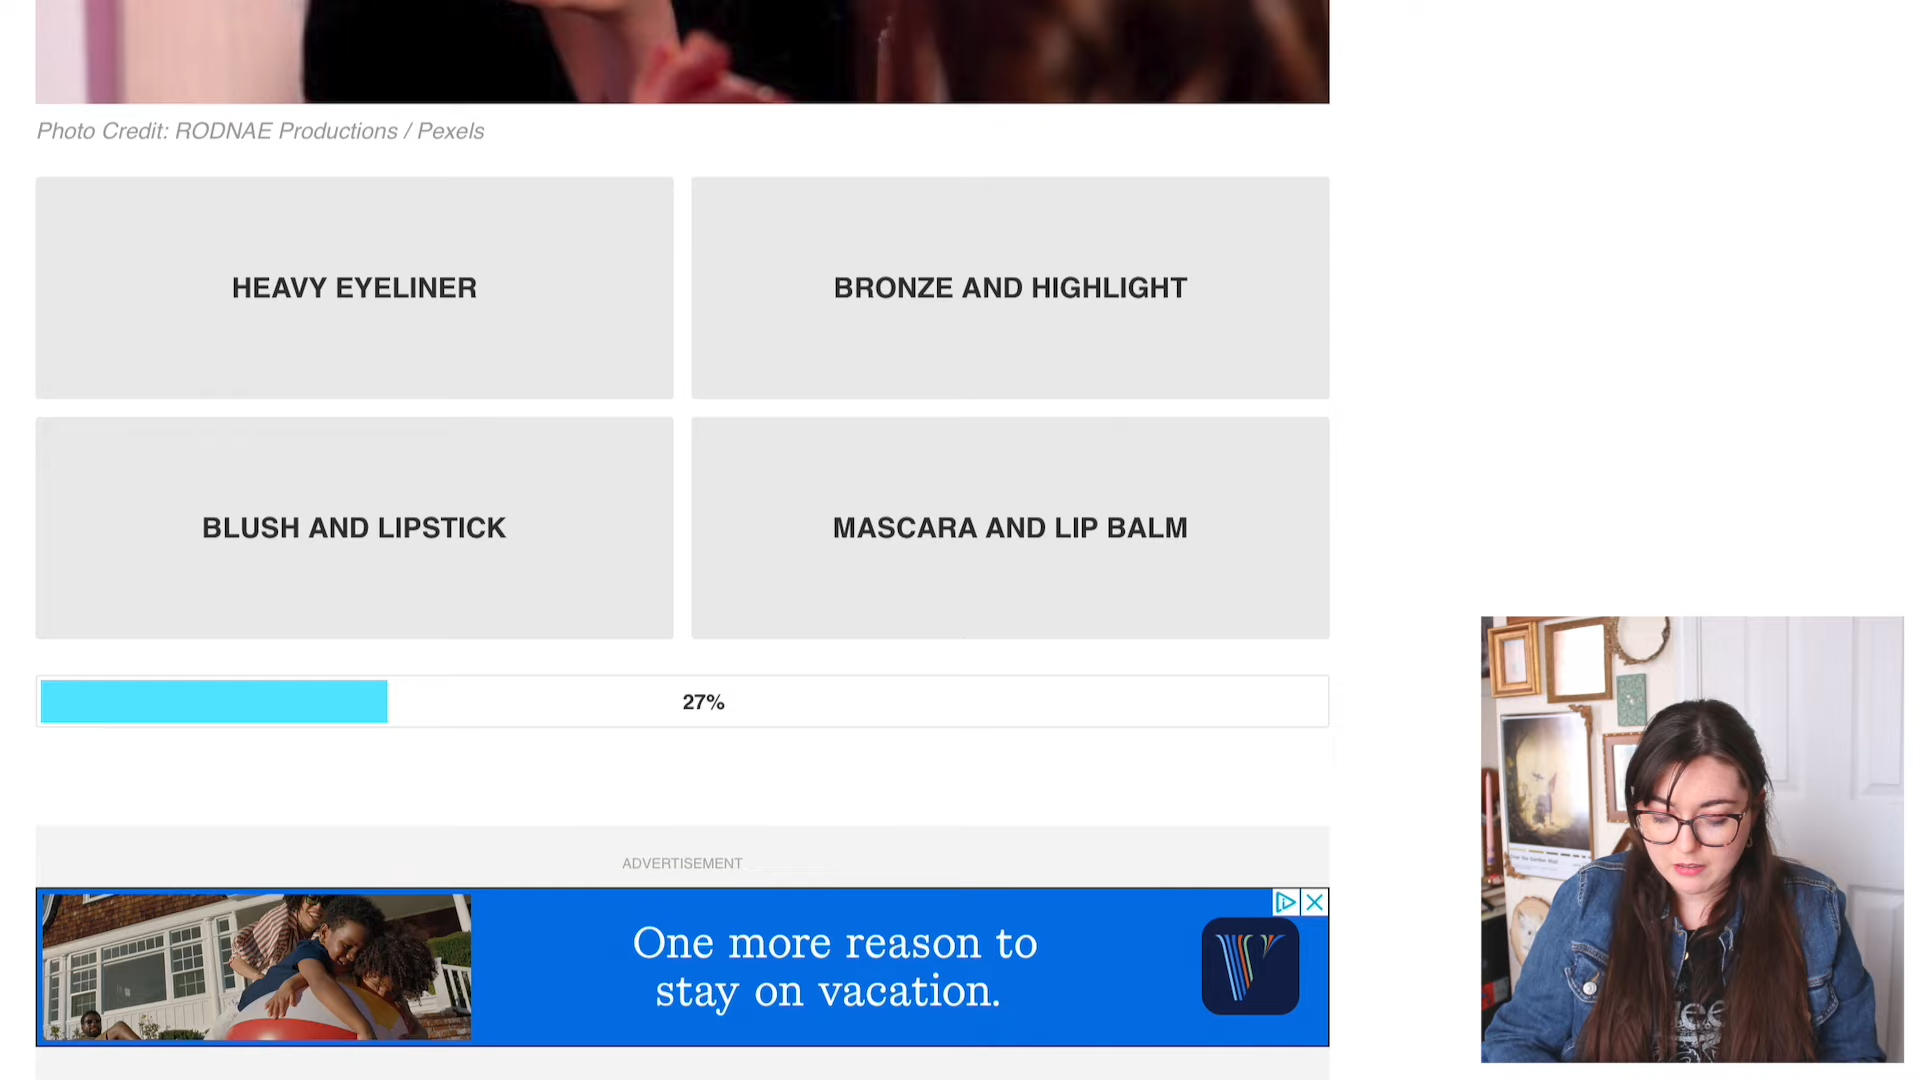 Photo Credit: RODNAE Productions / Pexels
HEAVY EYELINER
BRONZE AND HIGHLIGHT
BLUSH AND LIPSTICK
MASCARA AND LIP BALM
27%
ADVERTISEMENT
One more reason to
stay on vacation.